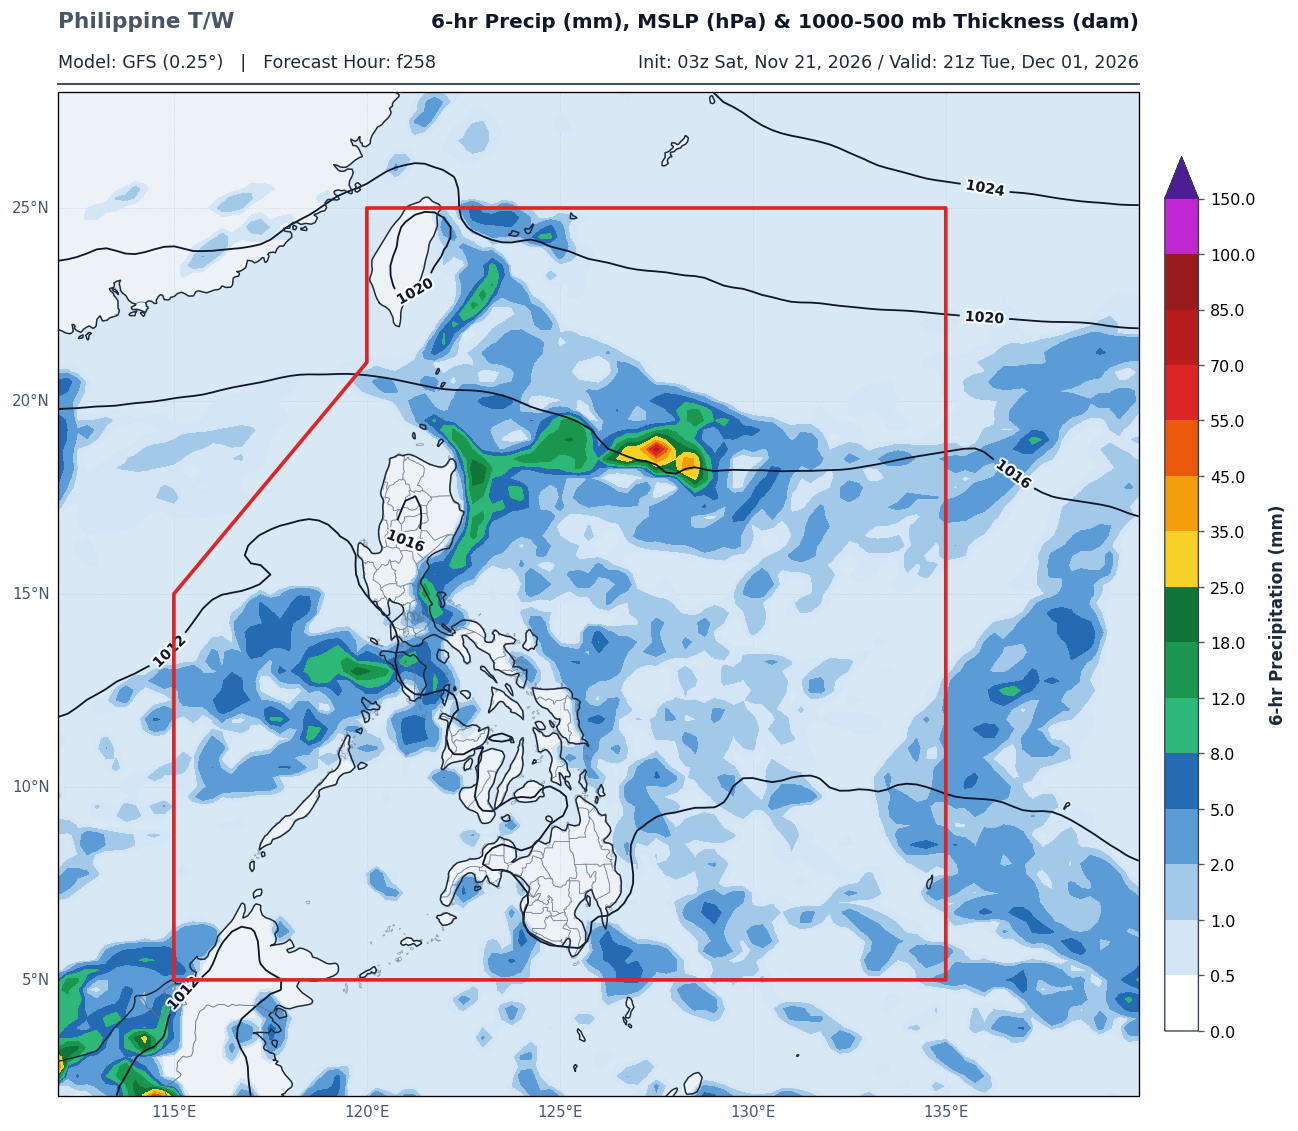 Philippine T/W
6-hr Precip (mm), MSLP (hPa) & 1000-500 mb Thickness (dam)
Model: GFS (0.25°) | Forecast Hour: f258
Init: 03z Sat, Nov 21, 2026 / Valid: 21z Tue, Dec 01, 2026
1024
1020
1020
1016
1016
1012
1012
25°N
20°N
15°N
10°N
5°N
115°E
120°E
125°E
130°E
135°E
150.0
100.0
85.0
70.0
55.0
45.0
35.0
25.0
18.0
12.0
8.0
5.0
2.0
1.0
0.5
0.0
6-hr Precipitation (mm)